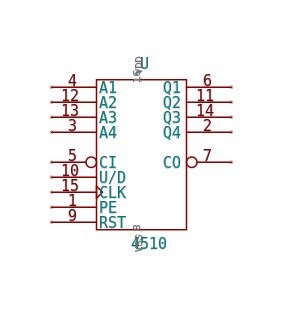 U
VDD
16
4 A1 Q1 6
12 A2 Q2 11
13 A3 Q3 14
3 A4 Q4 2
5 CI CO 7
10 U/D
15 CLK
1 PE
9 RST
8
VSS
4510